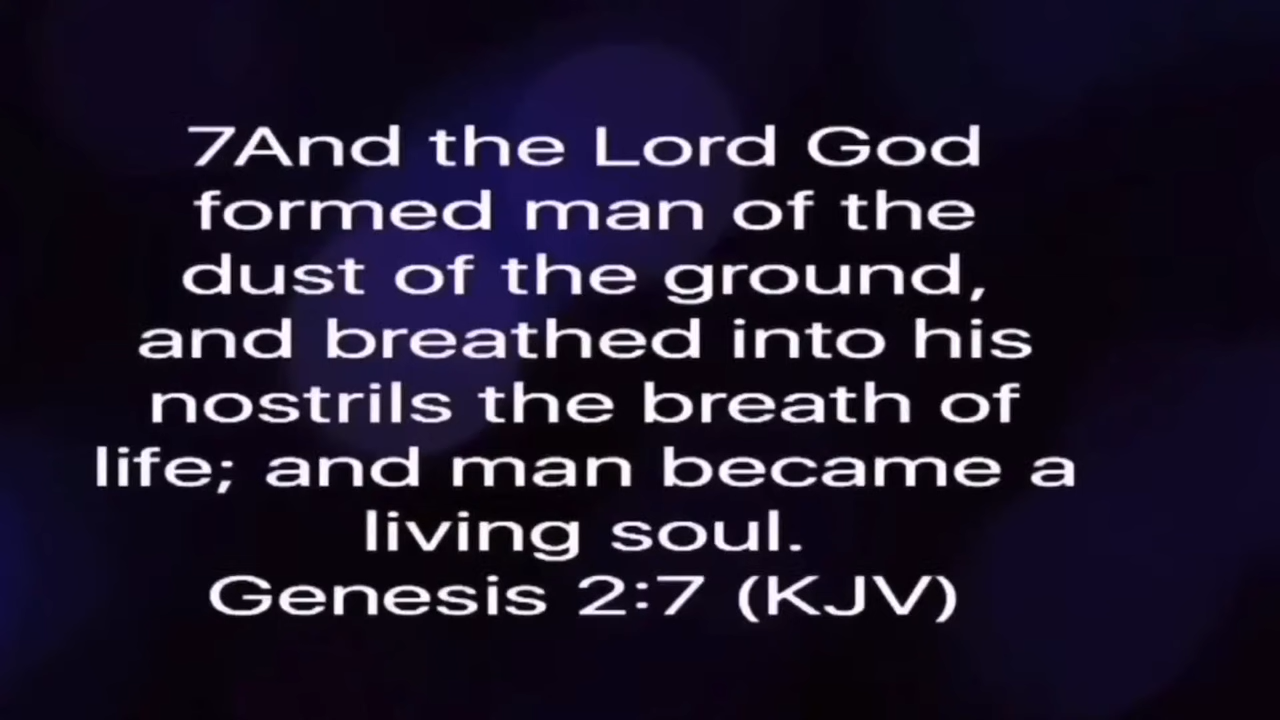 7And the Lord God
formed man of the
dust of the ground,
and breathed into his
nostrils the breath of
life; and man became a
living soul.
Genesis 2:7 (KJV)